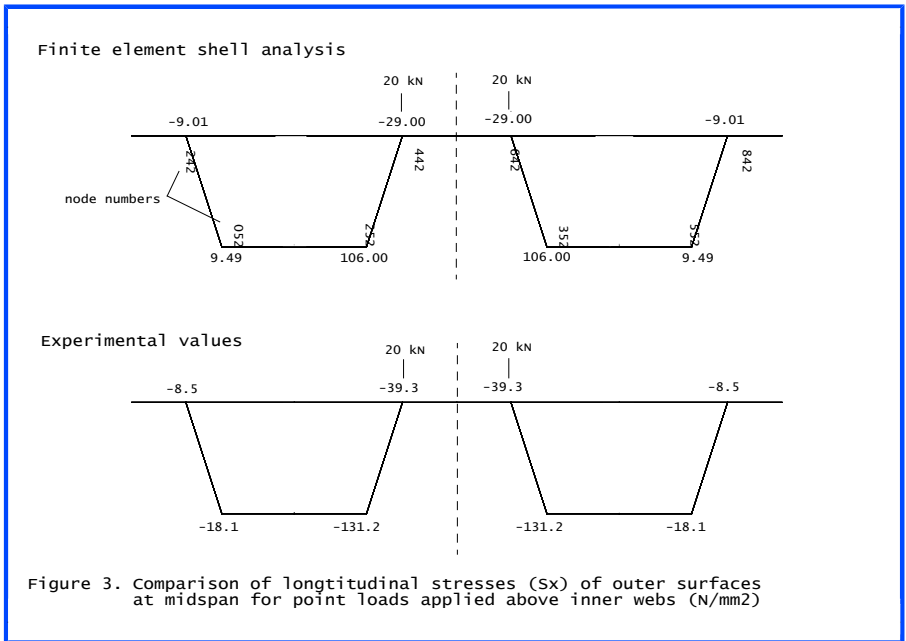 Finite element shell analysis
20 kN
20 kN
-9.01
-29.00
-29.00
-9.01
242
442
642
842
node numbers
052
252
352
552
9.49
106.00
106.00
9.49
Experimental values
20 kN
20 kN
-8.5
-39.3
-39.3
-8.5
-18.1
-131.2
-131.2
-18.1
Figure 3. Comparison of longtitudinal stresses (Sx) of outer surfaces
at midspan for point loads applied above inner webs (N/mm2)